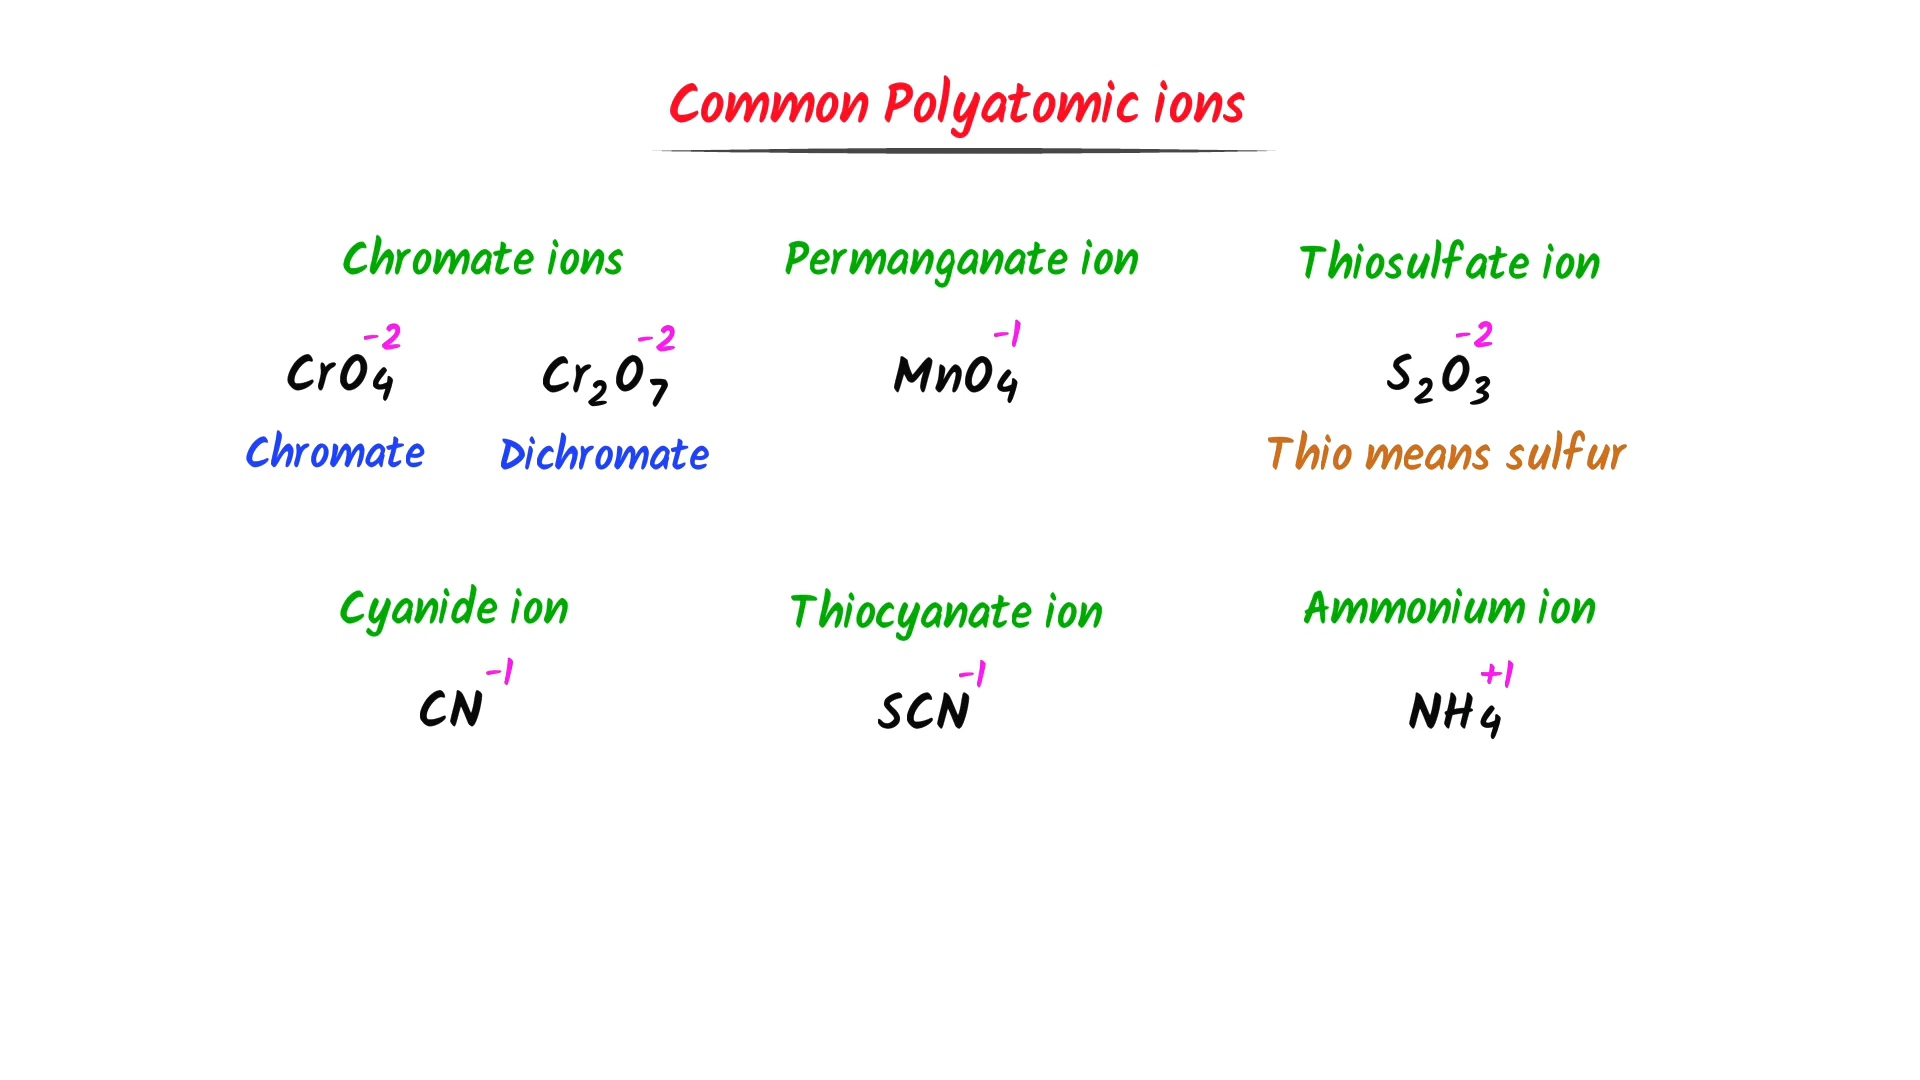 Common Polyatomic ions
Chromate ions
Permanganate ion
Thiosulfate ion
CrO₄⁻²
Cr₂O₇⁻²
MnO₄⁻¹
S₂O₃⁻²
Chromate
Dichromate
Thio means sulfur
Cyanide ion
Thiocyanate ion
Ammonium ion
CN⁻¹
SCN⁻¹
NH₄⁺¹